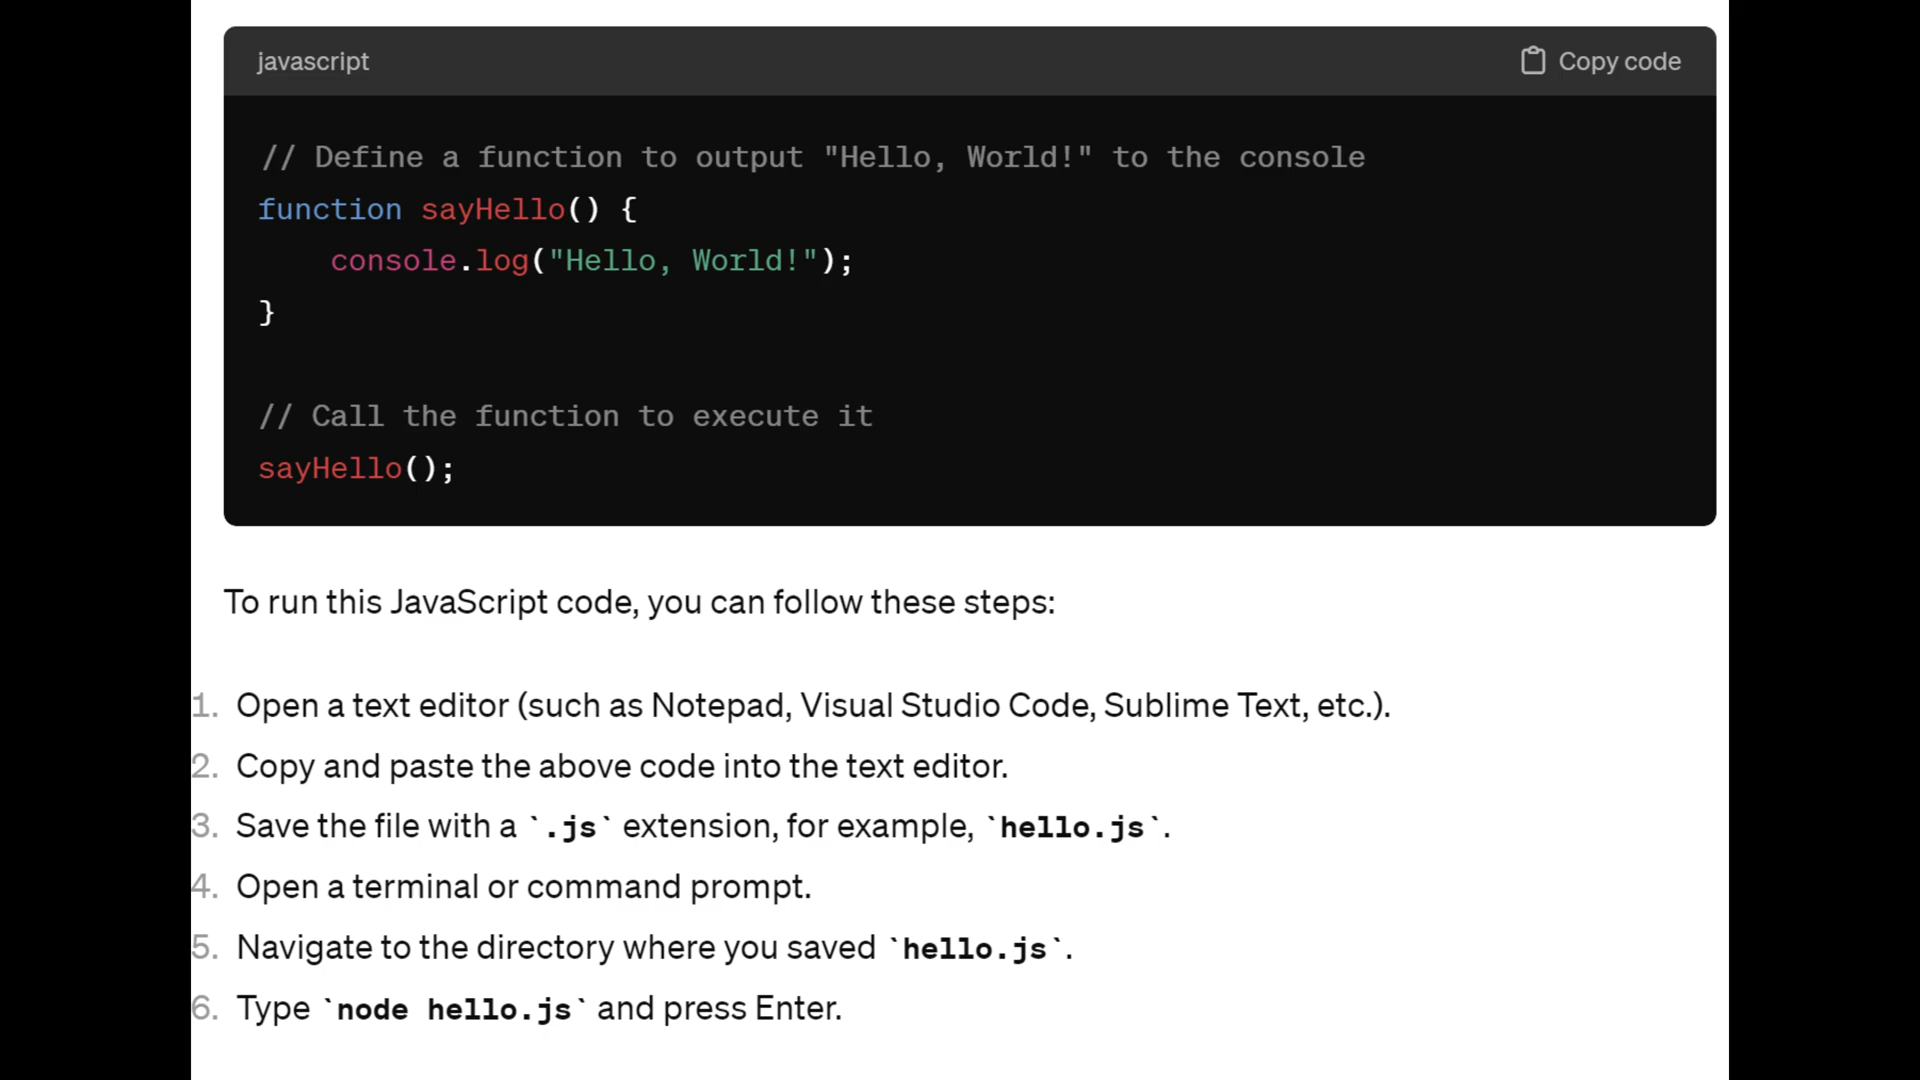 javascript
Copy code
// Define a function to output "Hello, World!" to the console
function sayHello() {
    console.log("Hello, World!");
}
// Call the function to execute it
sayHello();
To run this JavaScript code, you can follow these steps:
1. Open a text editor (such as Notepad, Visual Studio Code, Sublime Text, etc.).
2. Copy and paste the above code into the text editor.
3. Save the file with a `.js` extension, for example, `hello.js`.
4. Open a terminal or command prompt.
5. Navigate to the directory where you saved `hello.js`.
6. Type `node hello.js` and press Enter.